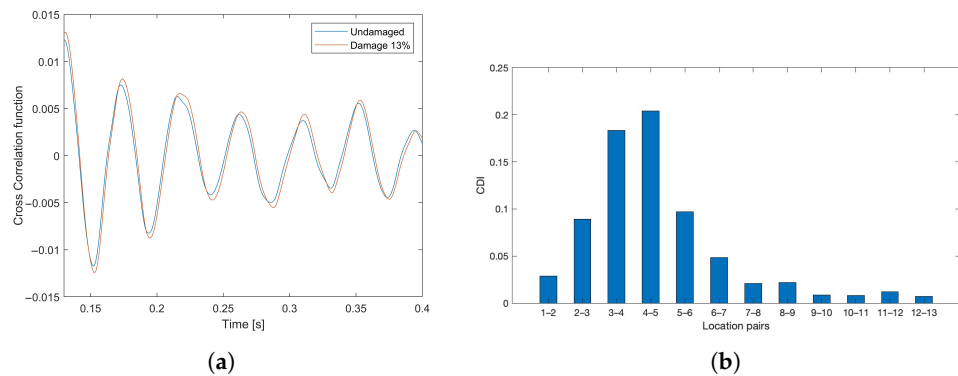 0.015
0.01
0.005
0
−0.005
−0.01
−0.015
Cross Correlation function
0.15 0.2 0.25 0.3 0.35 0.4
Time [s]
Undamaged
Damage 13%
(a)
0.25
0.2
0.15
0.1
0.05
0
CDI
1–2 2–3 3–4 4–5 5–6 6–7 7–8 8–9 9–10 10–11 11–12 12–13
Location pairs
(b)